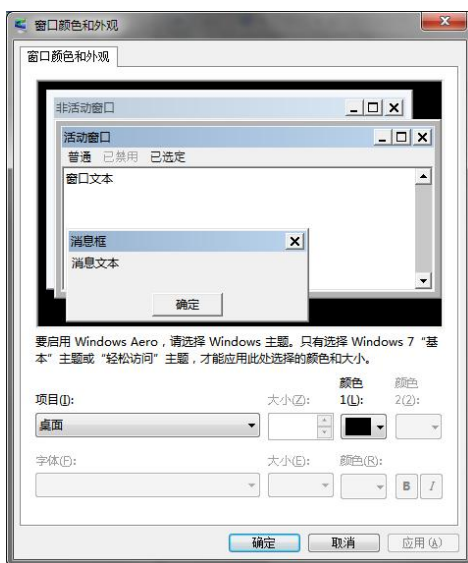 窗口颜色和外观
窗口颜色和外观
非活动窗口
活动窗口
普通 已禁用 已选定
窗口文本
消息框
消息文本
确定
要启用 Windows Aero，请选择 Windows 主题。只有选择 Windows 7 “基
本” 主题或 “轻松访问” 主题，才能应用此处选择的颜色和大小。
颜色 颜色
项目(I): 大小(Z): 1(L): 2(2):
桌面
字体(F): 大小(E): 颜色(R):
B I
确定 取消 应用(A)